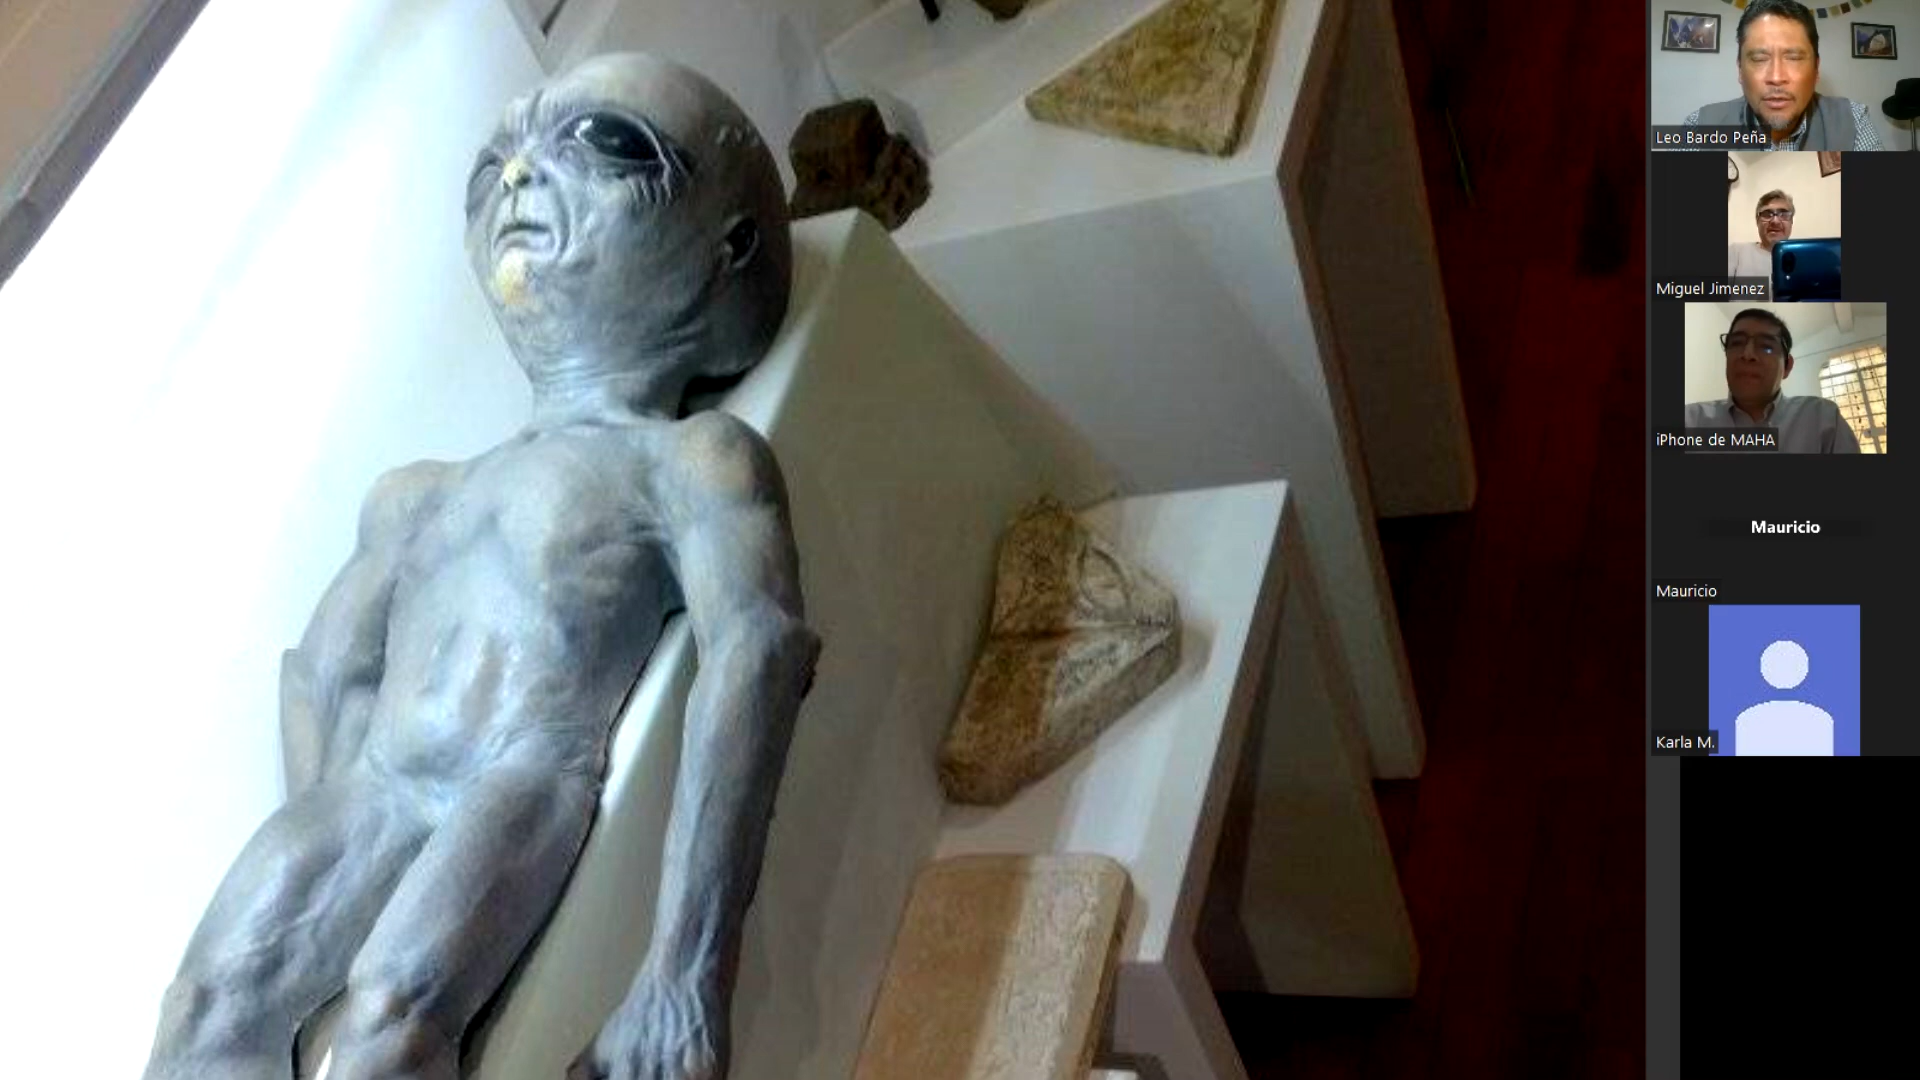 Leo Bardo Peña
Miguel Jimenez
iPhone de MAHA
Mauricio
Mauricio
Karla M.